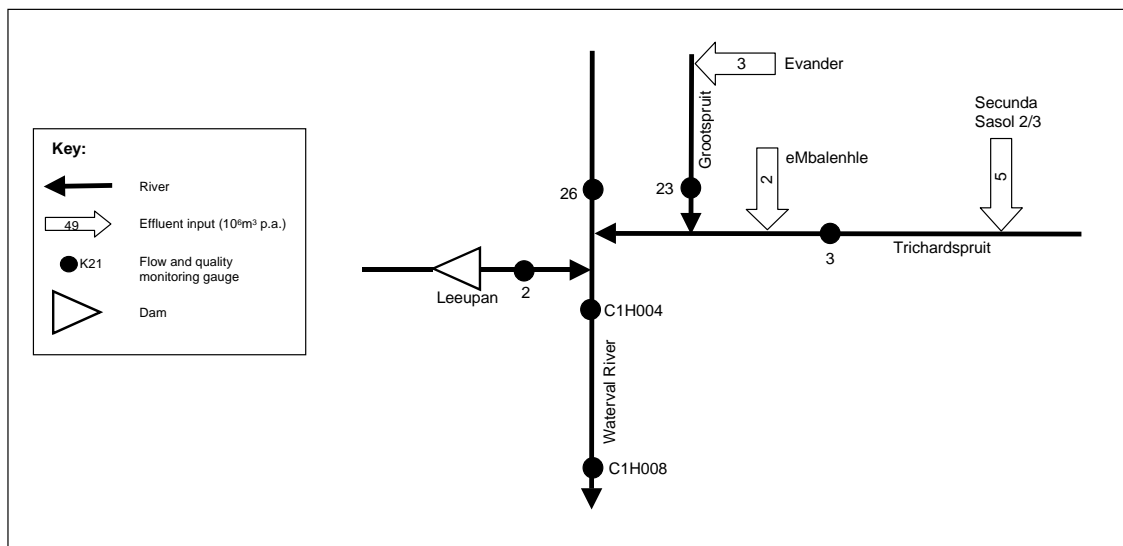 Key:
River
49
Effluent input (10⁶m³ p.a.)
K21
Flow and quality
monitoring gauge
Dam
3
Evander
Grootspruit
Secunda
Sasol 2/3
5
eMbalenhle
2
26
23
3
Trichardspruit
Leeupan
2
C1H004
Waterval River
C1H008